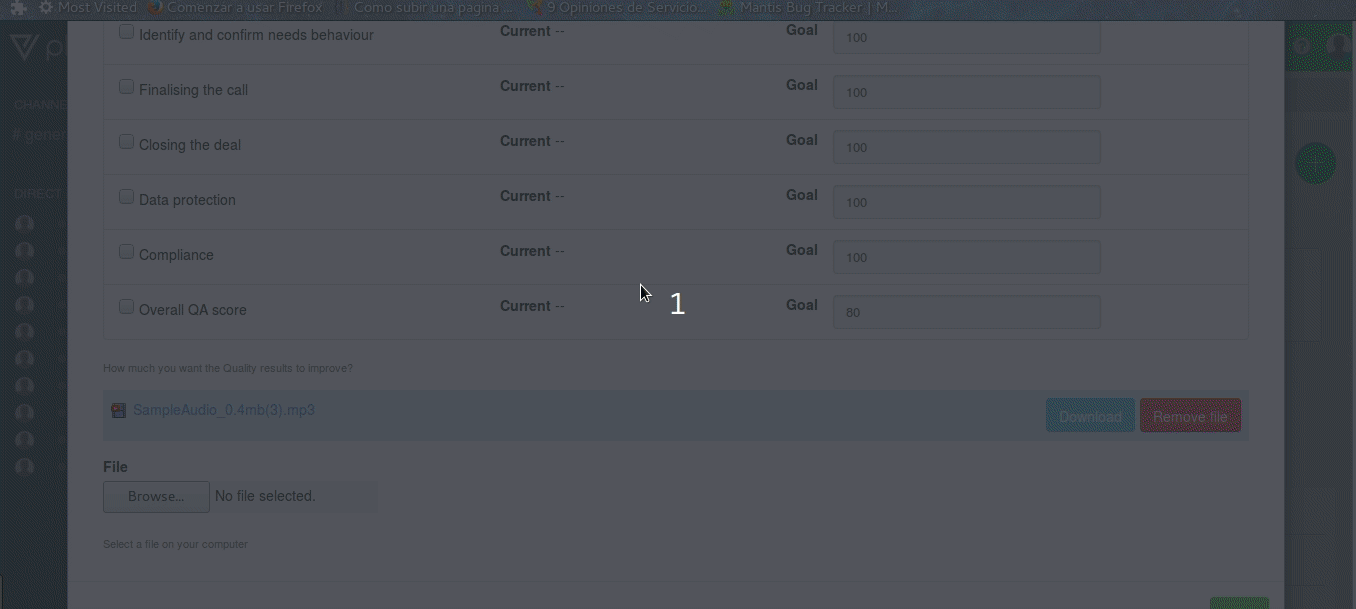 Most Visited Comenzar a usar Firefox Como subir una pagina ... 9 Opiniones de Servicio... Mantis Bug Tracker | M...
p
Identify and confirm needs behaviour Current -- Goal 100
CHANNE
Finalising the call Current -- Goal 100
# gener
Closing the deal Current -- Goal 100
DIRECT
Data protection Current -- Goal 100
Compliance Current -- Goal 100
1
Overall QA score Current -- Goal 80
How much you want the Quality results to improve?
SampleAudio_0.4mb(3).mp3 Download Remove file
File
Browse... No file selected.
Select a file on your computer